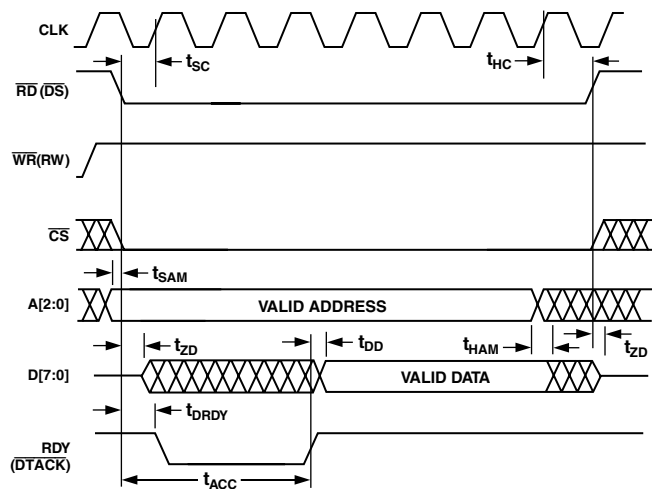 CLK
tSC
tHC
RD (DS)
WR(RW)
CS
tSAM
A[2:0]
VALID ADDRESS
tZD
tDD
tHAM
tZD
D[7:0]
VALID DATA
tDRDY
RDY
(DTACK)
tACC